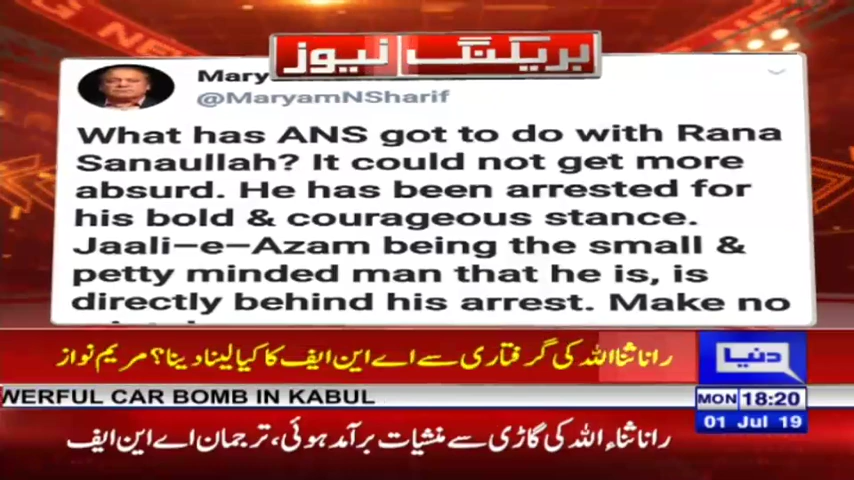 بریکنگ نیوز
Mary
@MaryamNSharif
What has ANS got to do with Rana
Sanaullah? It could not get more
absurd. He has been arrested for
his bold & courageous stance.
Jaali-e-Azam being the small &
petty minded man that he is, is
directly behind his arrest. Make no
رانا ثنا اللہ کی گرفتاری سے اے این ایف کا کیا لینا دینا؟ مریم نواز
دنیا
WERFUL CAR BOMB IN KABUL
MON 18:20
01 Jul 19
رانا ثناء اللہ کی گاڑی سے منشیات برآمد ہوئی، ترجمان اے این ایف